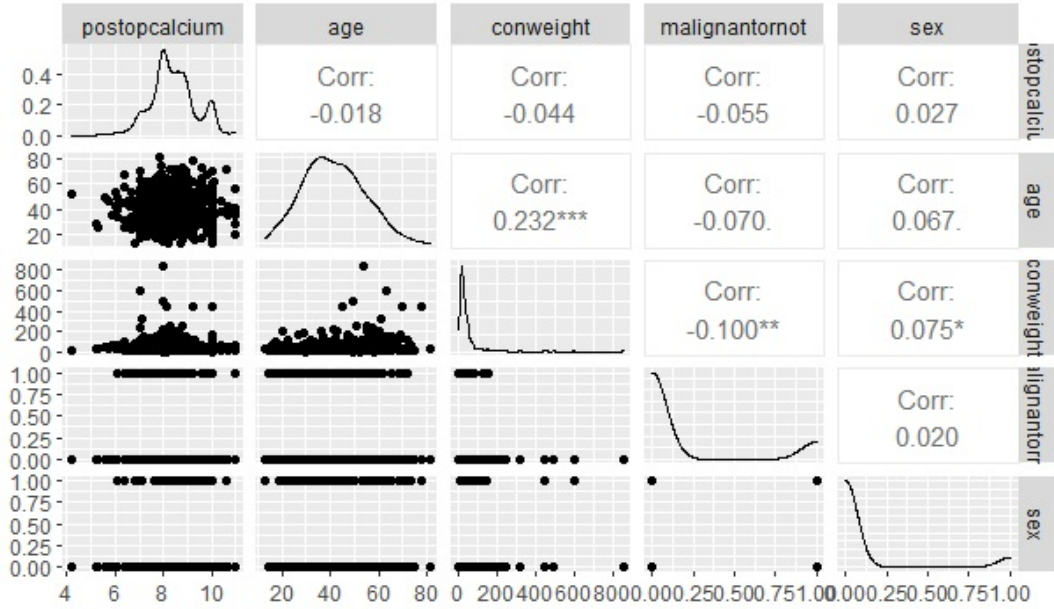 postopcalcium age conweight malignantornot sex
0.4
0.2
0.0
Corr:
-0.018
Corr:
-0.044
Corr:
-0.055
Corr:
0.027
stopcalciu
80
60
40
20
Corr:
0.232***
Corr:
-0.070.
Corr:
0.067.
age
800
600
400
200
0
Corr:
-0.100**
Corr:
0.075*
conweight
1.00
0.75
0.50
0.25
0.00
Corr:
0.020
alignantorr
1.00
0.75
0.50
0.25
0.00
sex
4 6 8 10 20 40 60 80 0 200 400 600 800 0.00 0.25 0.50 0.75 1.00 0.00 0.25 0.50 0.75 1.00